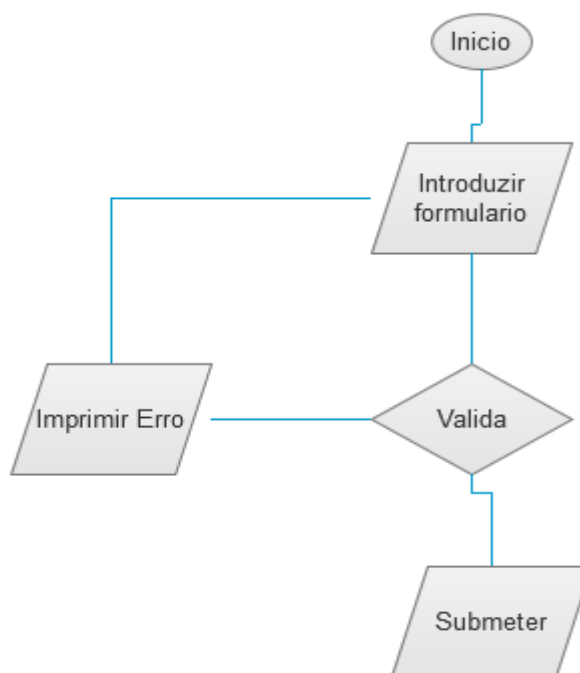 Inicio
Introduzir
formulario
Imprimir Erro
Valida
Submeter